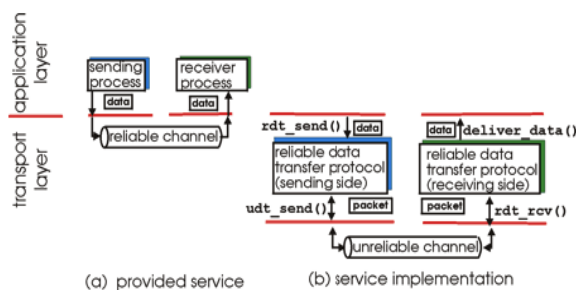 application
layer
transport
layer
sending
process
receiver
process
data
data
reliable channel
rdt_send()
data
data
deliver_data()
reliable data
transfer protocol
(sending side)
reliable data
transfer protocol
(receiving side)
udt_send()
packet
packet
rdt_rcv()
unreliable channel
(a) provided service
(b) service implementation